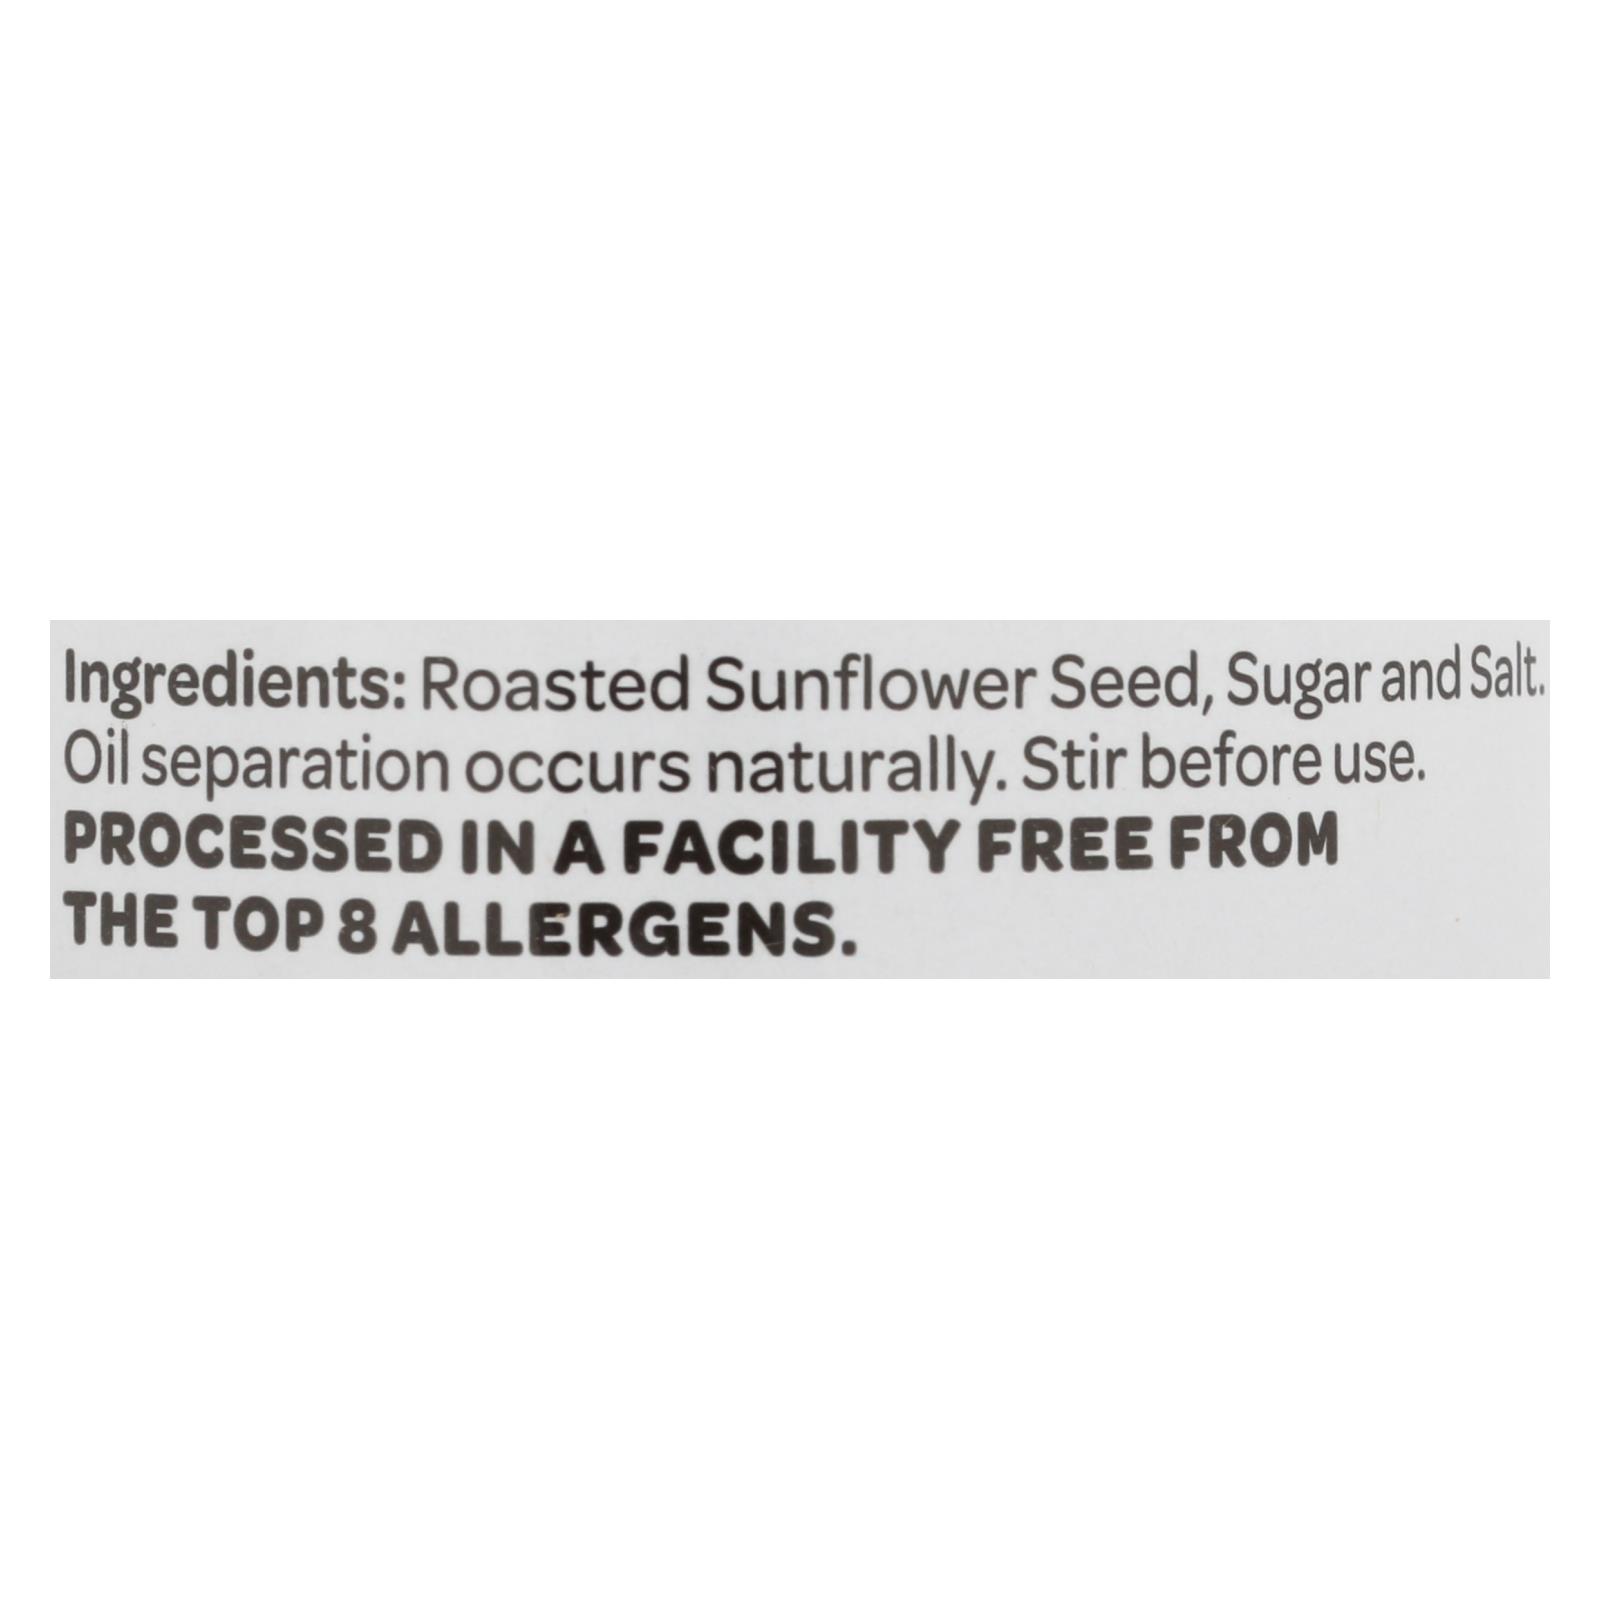 Ingredients: Roasted Sunflower Seed, Sugar and Salt.
Oil separation occurs naturally. Stir before use.
PROCESSED IN A FACILITY FREE FROM
THE TOP 8 ALLERGENS.